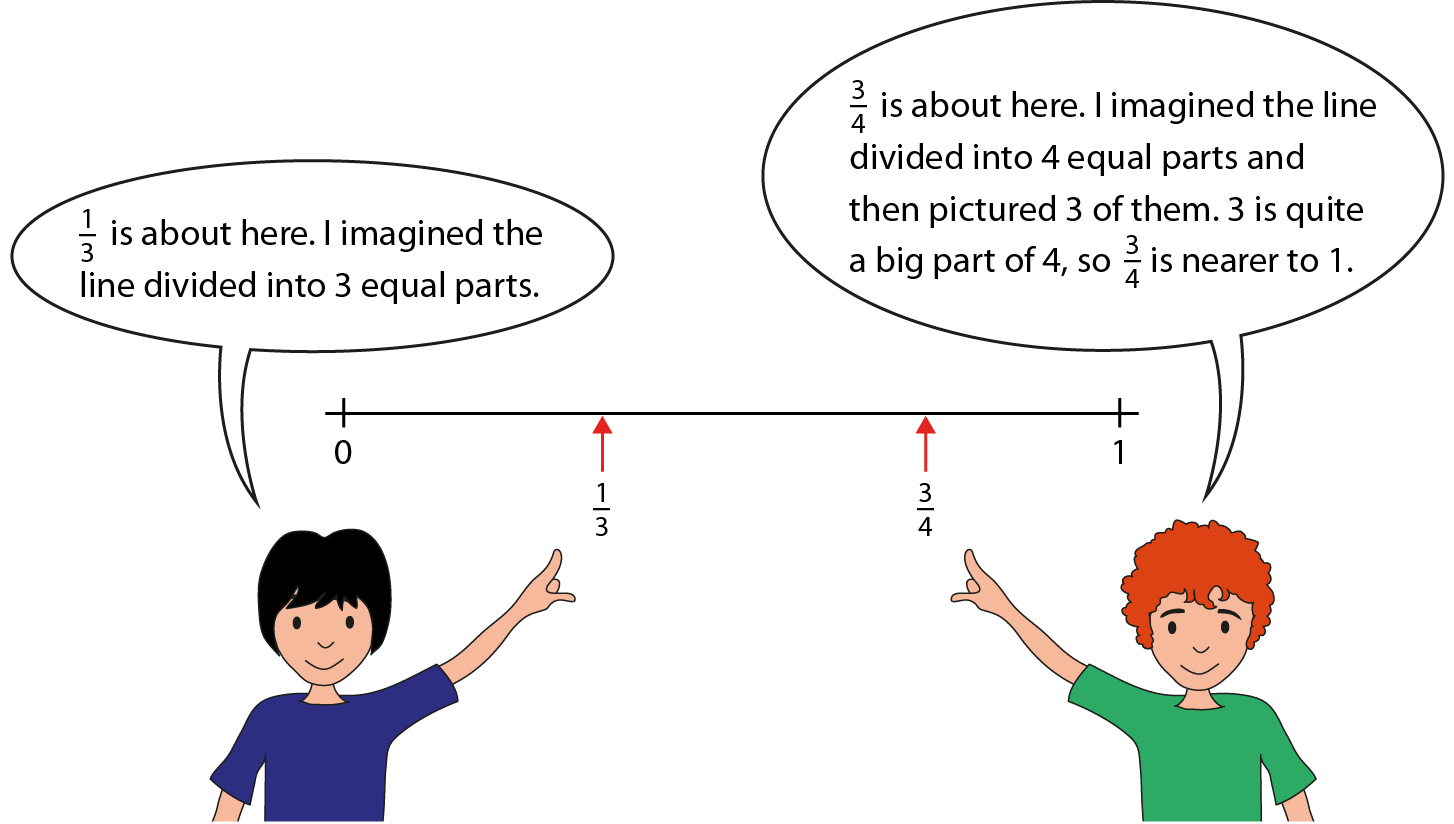 1/3 is about here. I imagined the
line divided into 3 equal parts.
3/4 is about here. I imagined the line
divided into 4 equal parts and
then pictured 3 of them. 3 is quite
a big part of 4, so 3/4 is nearer to 1.
0 1
1/3 3/4